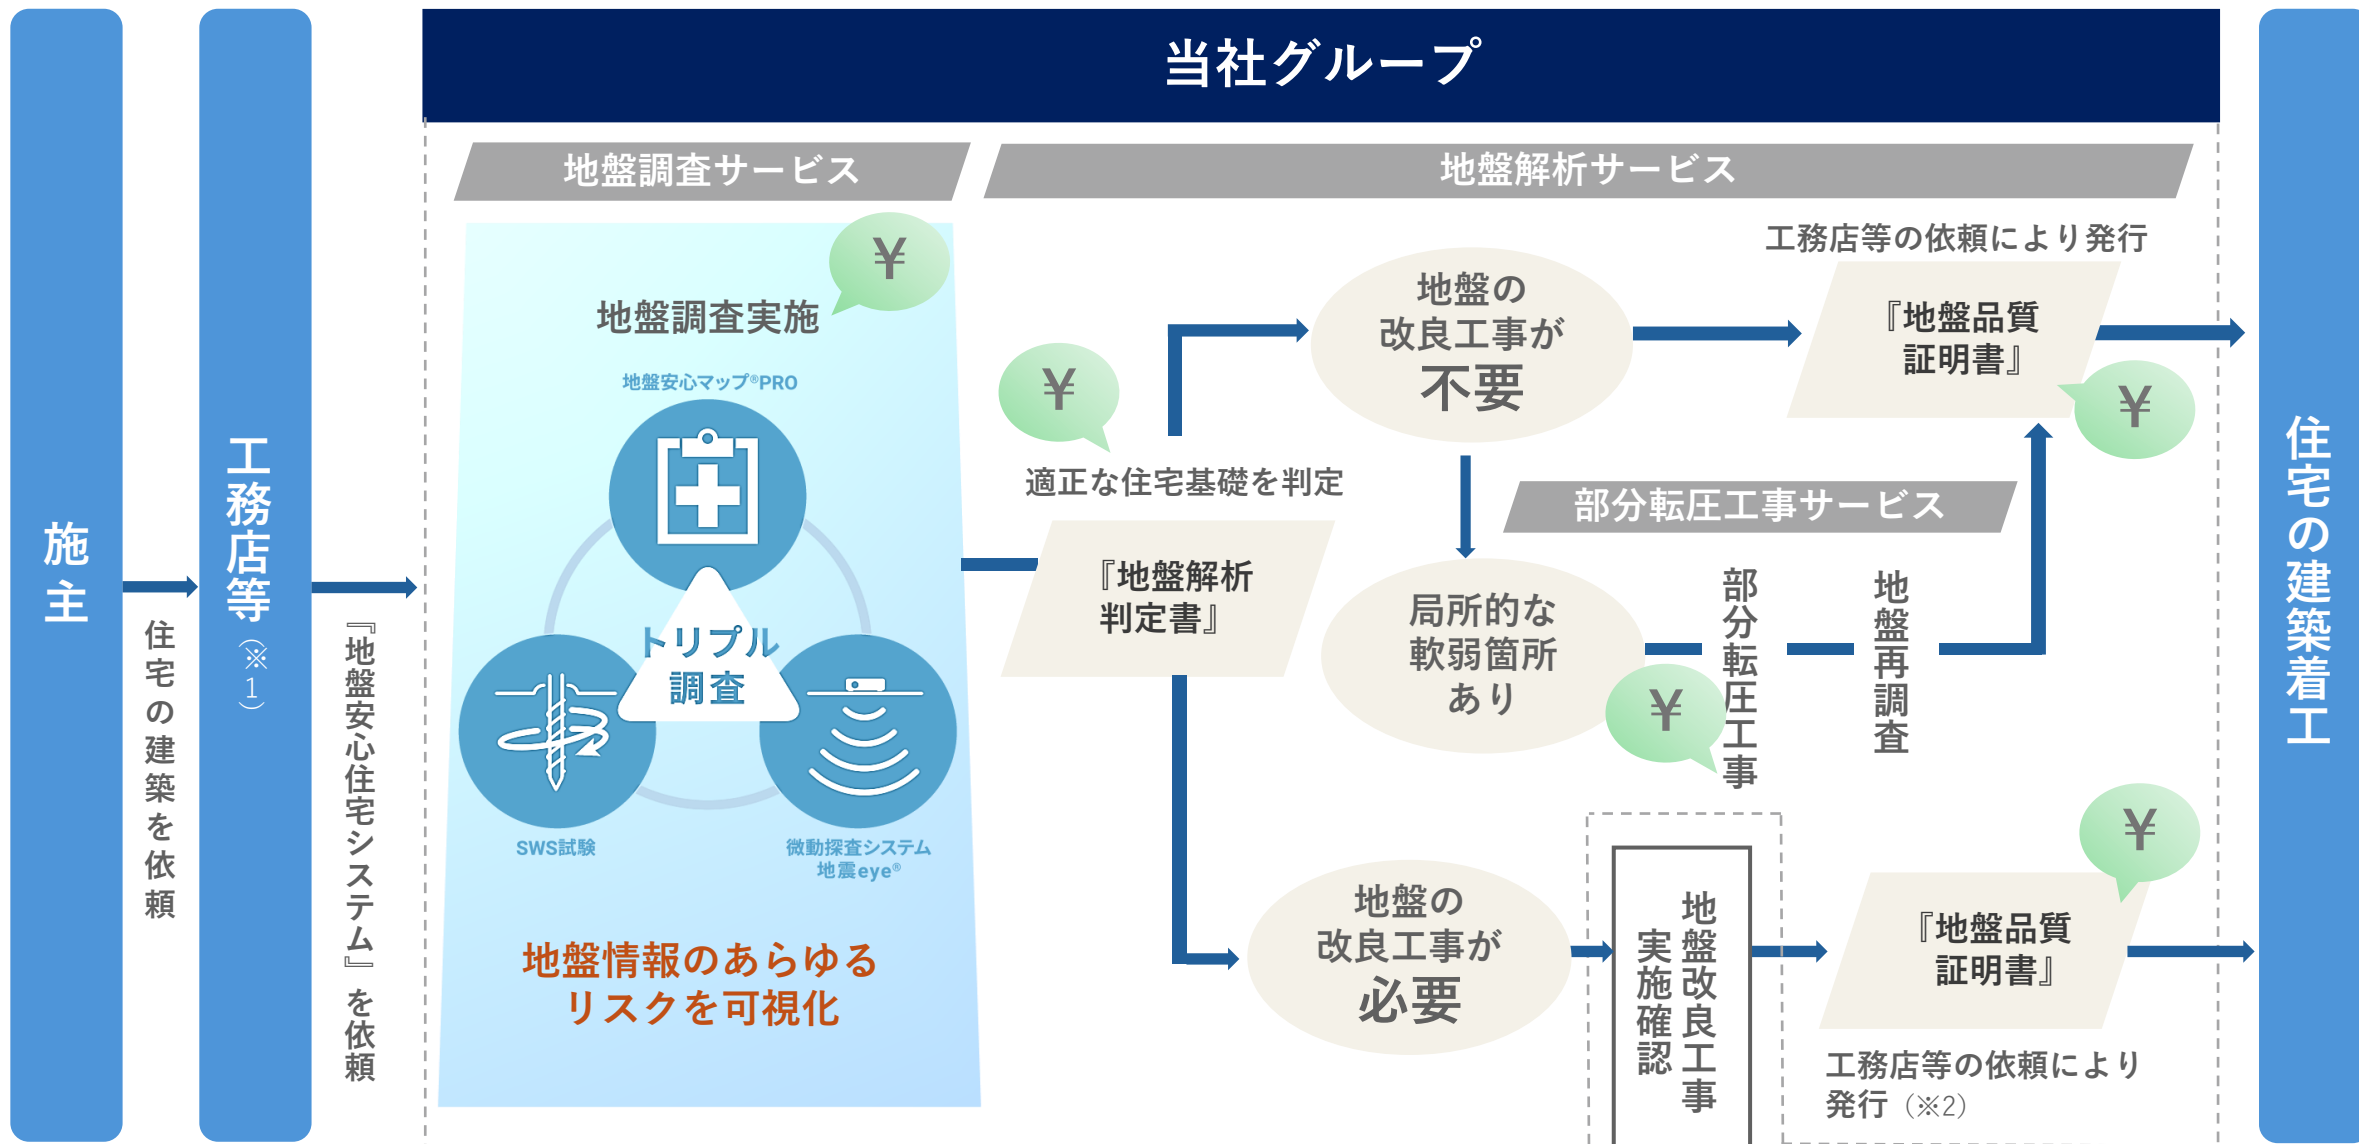 当社グループ
施主
住宅の建築を依頼
工務店等(※1)
『地盤安心住宅システム』を依頼
地盤調査サービス
¥
地盤調査実施
地盤安心マップ®PRO
トリプル
調査
SWS試験
微動探査システム
地震eye®
地盤情報のあらゆる
リスクを可視化
地盤解析サービス
¥
適正な住宅基礎を判定
『地盤解析
判定書』
地盤の
改良工事が
不要
工務店等の依頼により発行
『地盤品質
証明書』
¥
部分転圧工事サービス
局所的な
軟弱箇所
あり
¥
部分転圧工事
地盤再調査
地盤の
改良工事が
必要
地盤改良工事
実施確認
¥
『地盤品質
証明書』
工務店等の依頼により
発行(※2)
住宅の建築着工